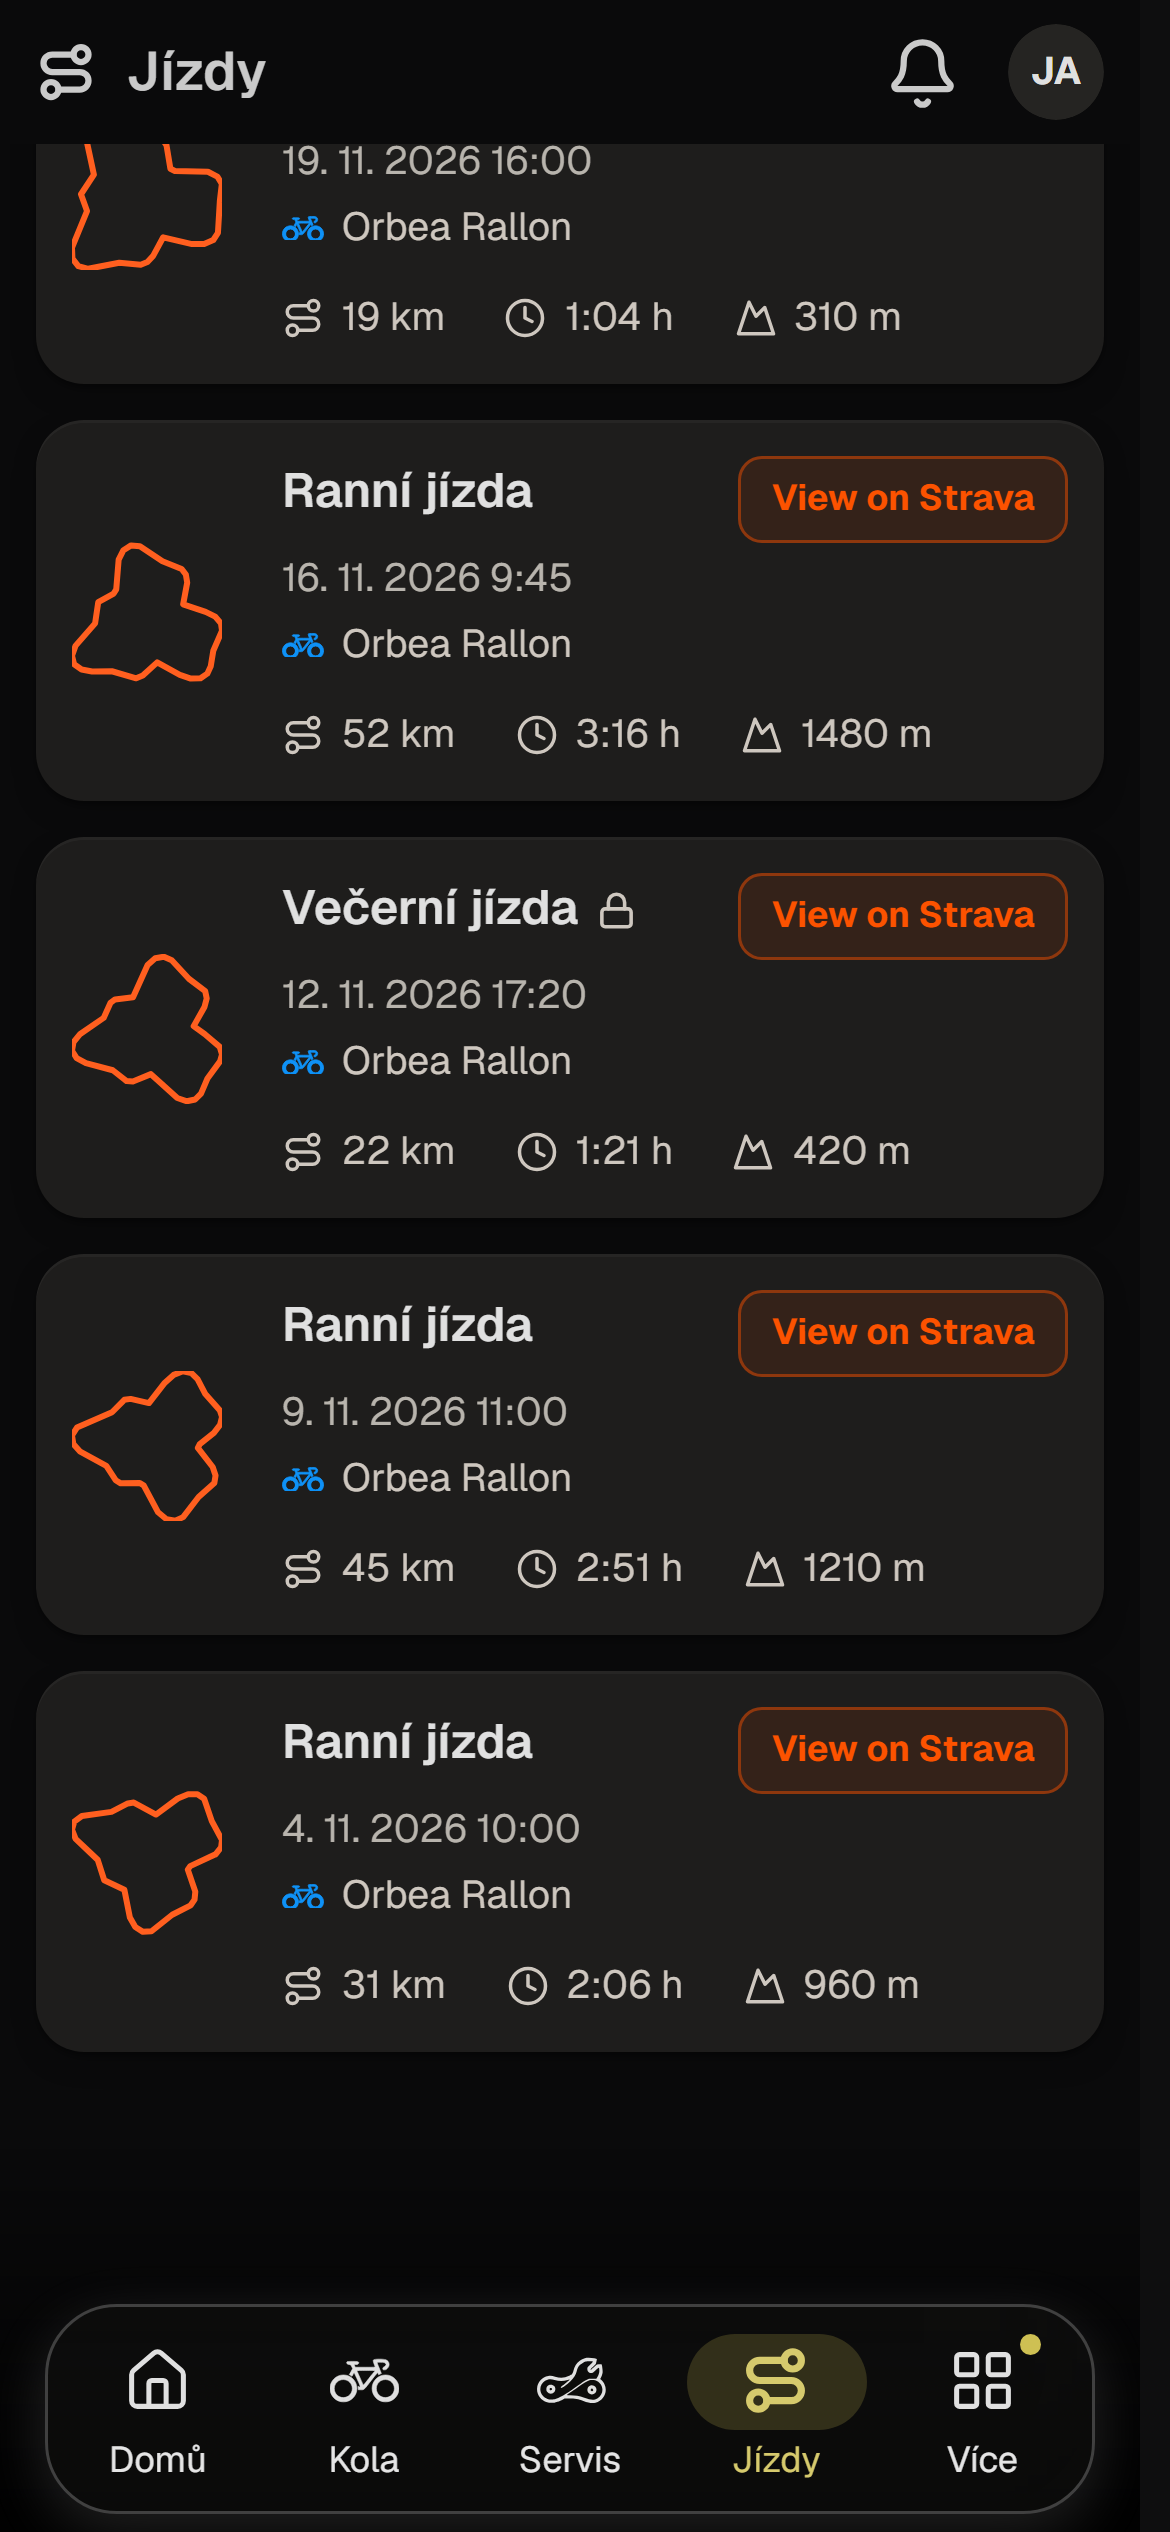 Jízdy
JA
19. 11. 2026 16:00
Orbea Rallon
19 km 1:04 h 310 m
Ranní jízda
View on Strava
16. 11. 2026 9:45
Orbea Rallon
52 km 3:16 h 1480 m
Večerní jízda
View on Strava
12. 11. 2026 17:20
Orbea Rallon
22 km 1:21 h 420 m
Ranní jízda
View on Strava
9. 11. 2026 11:00
Orbea Rallon
45 km 2:51 h 1210 m
Ranní jízda
View on Strava
4. 11. 2026 10:00
Orbea Rallon
31 km 2:06 h 960 m
Domů Kola Servis Jízdy Více